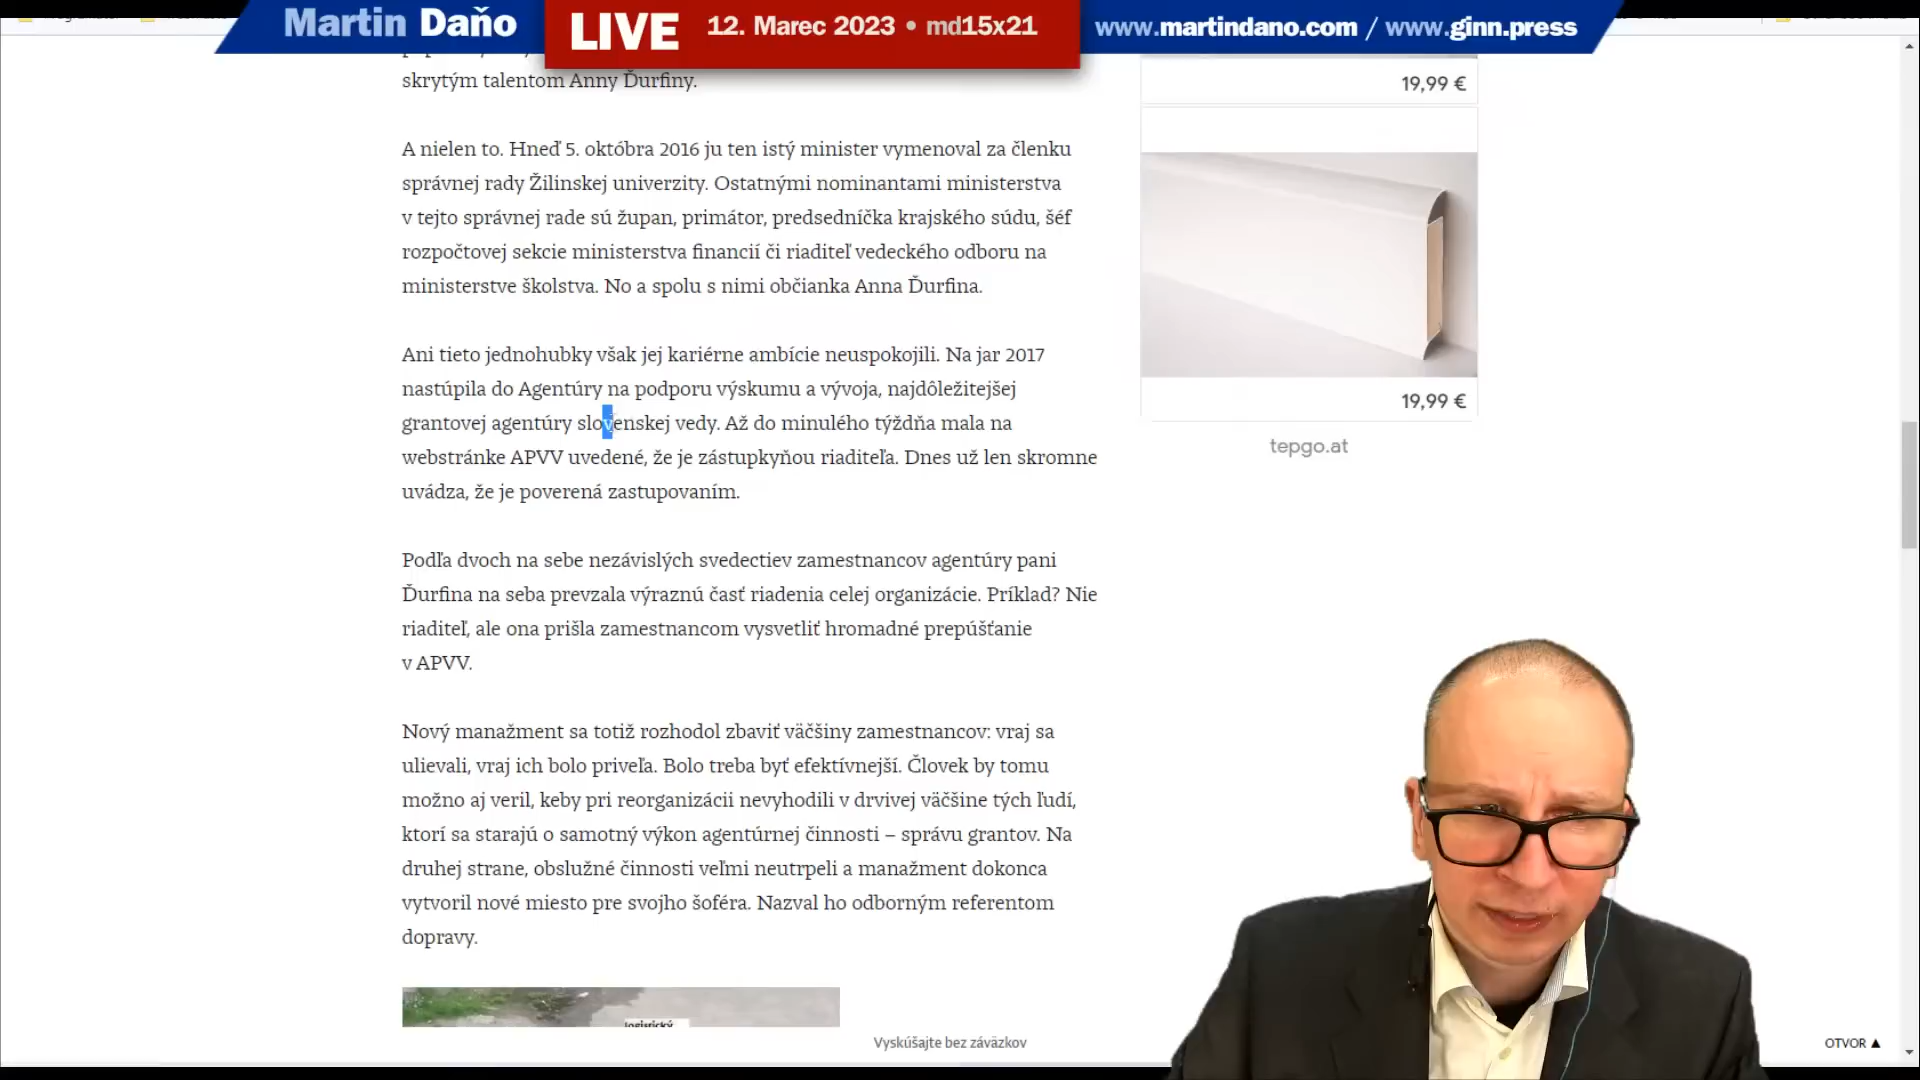 Martin Daňo
LIVE
12. Marec 2023 • md15x21
www.martindano.com / www.ginn.press
skrytým talentom Anny Ďurfiny.
A nielen to. Hneď 5. októbra 2016 ju ten istý minister vymenoval za členku
správnej rady Žilinskej univerzity. Ostatnými nominantami ministerstva
v tejto správnej rade sú župan, primátor, predsedníčka krajského súdu, šéf
rozpočtovej sekcie ministerstva financií či riaditeľ vedeckého odboru na
ministerstve školstva. No a spolu s nimi občianka Anna Ďurfina.
Ani tieto jednohubky však jej kariérne ambície neuspokojili. Na jar 2017
nastúpila do Agentúry na podporu výskumu a vývoja, najdôležitejšej
grantovej agentúry slovenskej vedy. Až do minulého týždňa mala na
webstránke APVV uvedené, že je zástupkyňou riaditeľa. Dnes už len skromne
uvádza, že je poverená zastupovaním.
Podľa dvoch na sebe nezávislých svedectiev zamestnancov agentúry pani
Ďurfina na seba prevzala výraznú časť riadenia celej organizácie. Príklad? Nie
riaditeľ, ale ona prišla zamestnancom vysvetliť hromadné prepúšťanie
v APVV.
Nový manažment sa totiž rozhodol zbaviť väčšiny zamestnancov: vraj sa
ulievali, vraj ich bolo priveľa. Bolo treba byť efektívnejší. Človek by tomu
možno aj veril, keby pri reorganizácii nevyhodili v drvivej väčšine tých ľudí,
ktorí sa starajú o samotný výkon agentúrnej činnosti – správu grantov. Na
druhej strane, obslužné činnosti veľmi neutrpeli a manažment dokonca
vytvoril nové miesto pre svojho šoféra. Nazval ho odborným referentom
dopravy.
logistický
19,99 €
19,99 €
tepgo.at
Vyskúšajte bez záväzkov
OTVOR ▲